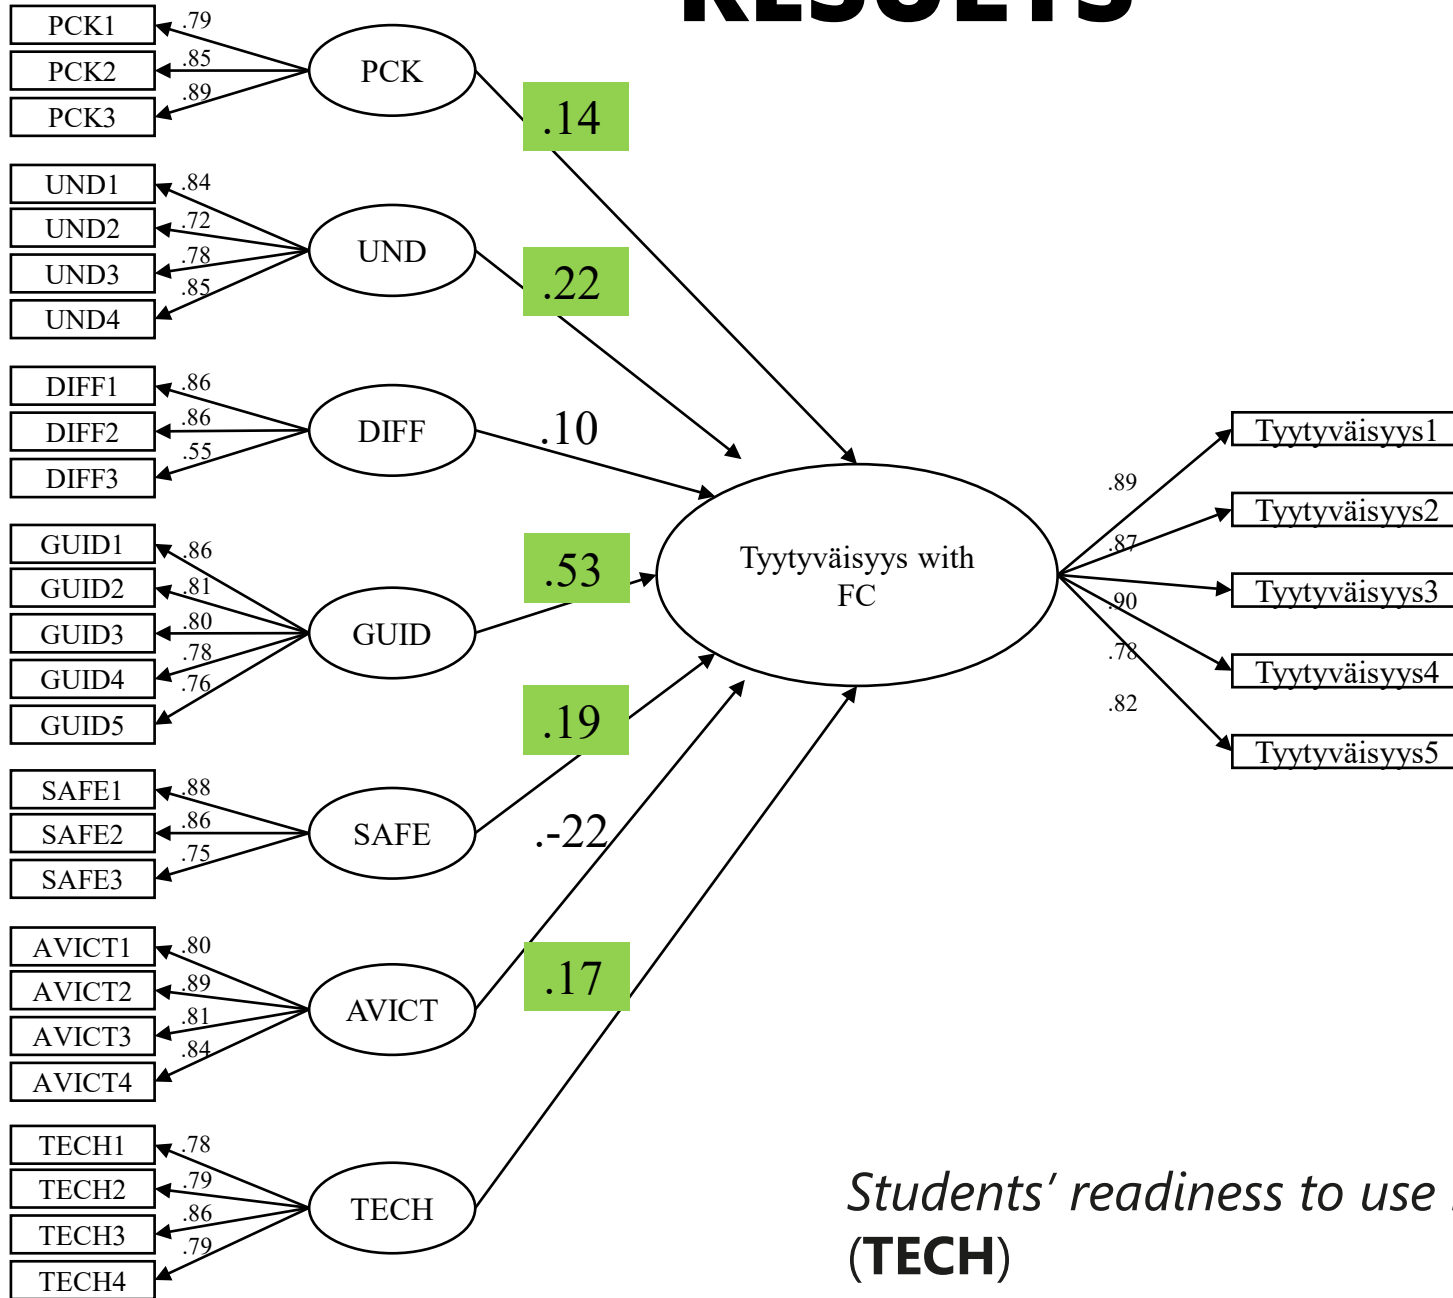 RESULTS
PCK1
.79
PCK2
.85
PCK3
.89
PCK
.14
UND1
.84
UND2
.72
UND3
.78
UND4
.85
UND
.22
DIFF1
.86
DIFF2
.86
DIFF3
.55
DIFF
.10
GUID1
.86
GUID2
.81
GUID3
.80
GUID4
.78
GUID5
.76
GUID
.53
SAFE1
.88
SAFE2
.86
SAFE3
.75
SAFE
.19
AVICT1
.80
AVICT2
.89
AVICT3
.81
AVICT4
.84
AVICT
.-22
TECH1
.78
TECH2
.79
TECH3
.86
TECH4
.79
TECH
.17
Tyytyväisyys with
FC
.89
.87
.90
.78
.82
Tyytyväisyys1
Tyytyväisyys2
Tyytyväisyys3
Tyytyväisyys4
Tyytyväisyys5
Students’ readiness to use
(TECH)